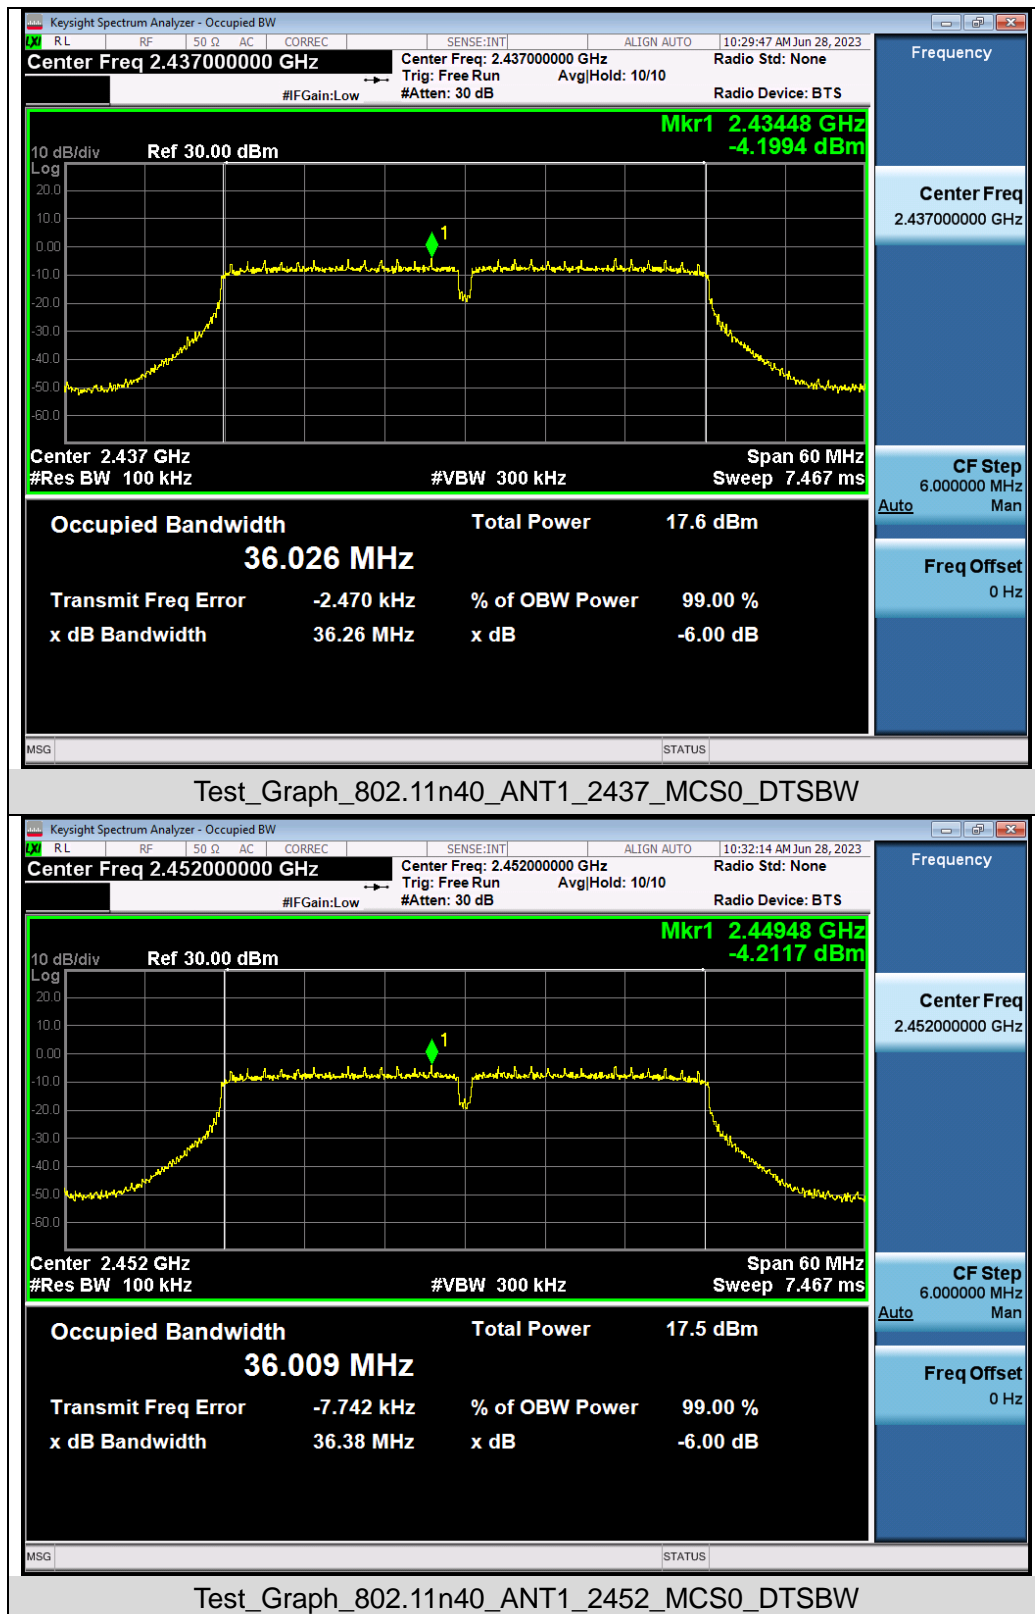 Keysight Spectrum Analyzer - Occupied BW
LXI RL RF 50 Ω AC CORREC SENSE:INT ALIGN AUTO 10:29:47 AM Jun 28, 2023
Center Freq 2.437000000 GHz
Center Freq: 2.437000000 GHz
Radio Std: None
Trig: Free Run Avg|Hold: 10/10
#IFGain:Low #Atten: 30 dB Radio Device: BTS
Frequency
Mkr1 2.43448 GHz
-4.1994 dBm
10 dB/div Ref 30.00 dBm
Log
20.0
10.0
0.00
-10.0
-20.0
-30.0
-40.0
-50.0
-60.0
1
Center 2.437 GHz Span 60 MHz
#Res BW 100 kHz #VBW 300 kHz Sweep 7.467 ms
Center Freq
2.437000000 GHz
CF Step
6.000000 MHz
Auto Man
Freq Offset
0 Hz
Occupied Bandwidth Total Power 17.6 dBm
36.026 MHz
Transmit Freq Error -2.470 kHz % of OBW Power 99.00 %
x dB Bandwidth 36.26 MHz x dB -6.00 dB
MSG STATUS
Test_Graph_802.11n40_ANT1_2437_MCS0_DTSBW
Keysight Spectrum Analyzer - Occupied BW
LXI RL RF 50 Ω AC CORREC SENSE:INT ALIGN AUTO 10:32:14 AM Jun 28, 2023
Center Freq 2.452000000 GHz
Center Freq: 2.452000000 GHz
Radio Std: None
Trig: Free Run Avg|Hold: 10/10
#IFGain:Low #Atten: 30 dB Radio Device: BTS
Frequency
Mkr1 2.44948 GHz
-4.2117 dBm
10 dB/div Ref 30.00 dBm
Log
20.0
10.0
0.00
-10.0
-20.0
-30.0
-40.0
-50.0
-60.0
1
Center 2.452 GHz Span 60 MHz
#Res BW 100 kHz #VBW 300 kHz Sweep 7.467 ms
Center Freq
2.452000000 GHz
CF Step
6.000000 MHz
Auto Man
Freq Offset
0 Hz
Occupied Bandwidth Total Power 17.5 dBm
36.009 MHz
Transmit Freq Error -7.742 kHz % of OBW Power 99.00 %
x dB Bandwidth 36.38 MHz x dB -6.00 dB
MSG STATUS
Test_Graph_802.11n40_ANT1_2452_MCS0_DTSBW